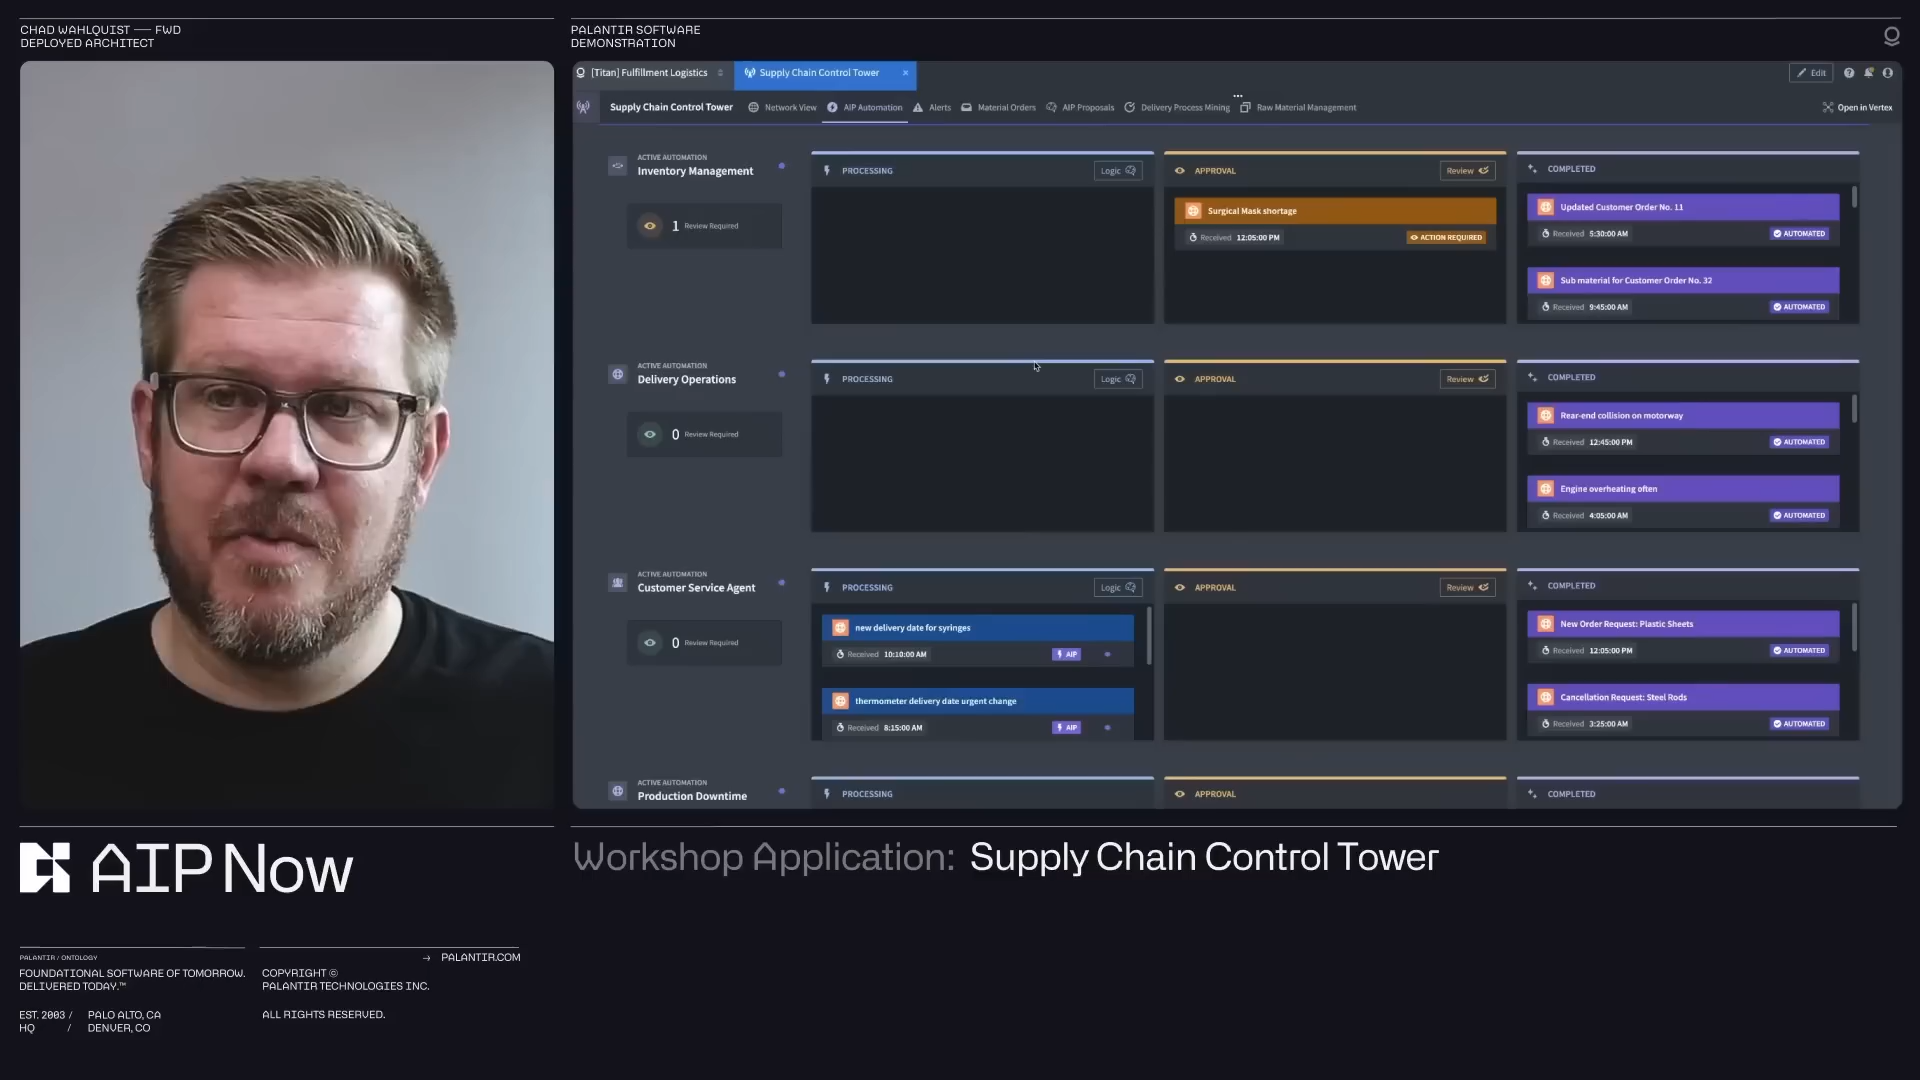 CHAD WAHLQUIST — FWD
DEPLOYED ARCHITECT
PALANTIR SOFTWARE
DEMONSTRATION
[Titan] Fulfillment Logistics
Supply Chain Control Tower
Edit
Supply Chain Control Tower
Network View
AIP Automation
Alerts
Material Orders
AIP Proposals
Delivery Process Mining
Raw Material Management
Open in Vertex
ACTIVE AUTOMATION
Inventory Management
1 Review Required
PROCESSING
Logic
APPROVAL
Review
Surgical Mask shortage
Received 12:05:00 PM
ACTION REQUIRED
COMPLETED
Updated Customer Order No. 11
Received 5:30:00 AM
AUTOMATED
Sub material for Customer Order No. 32
Received 9:45:00 AM
AUTOMATED
ACTIVE AUTOMATION
Delivery Operations
0 Review Required
PROCESSING
Logic
APPROVAL
Review
COMPLETED
Rear-end collision on motorway
Received 12:45:00 PM
AUTOMATED
Engine overheating often
Received 4:05:00 AM
AUTOMATED
ACTIVE AUTOMATION
Customer Service Agent
0 Review Required
PROCESSING
Logic
new delivery date for syringes
Received 10:10:00 AM
AIP
thermometer delivery date urgent change
Received 8:15:00 AM
AIP
APPROVAL
Review
COMPLETED
New Order Request: Plastic Sheets
Received 12:05:00 PM
AUTOMATED
Cancellation Request: Steel Rods
Received 3:25:00 AM
AUTOMATED
ACTIVE AUTOMATION
Production Downtime
PROCESSING
APPROVAL
COMPLETED
AIP Now
Workshop Application: Supply Chain Control Tower
PALANTIR / ONTOLOGY
FOUNDATIONAL SOFTWARE OF TOMORROW.
DELIVERED TODAY.™
EST. 2003 / PALO ALTO, CA
HQ / DENVER, CO
→ PALANTIR.COM
COPYRIGHT ©
PALANTIR TECHNOLOGIES INC.
ALL RIGHTS RESERVED.